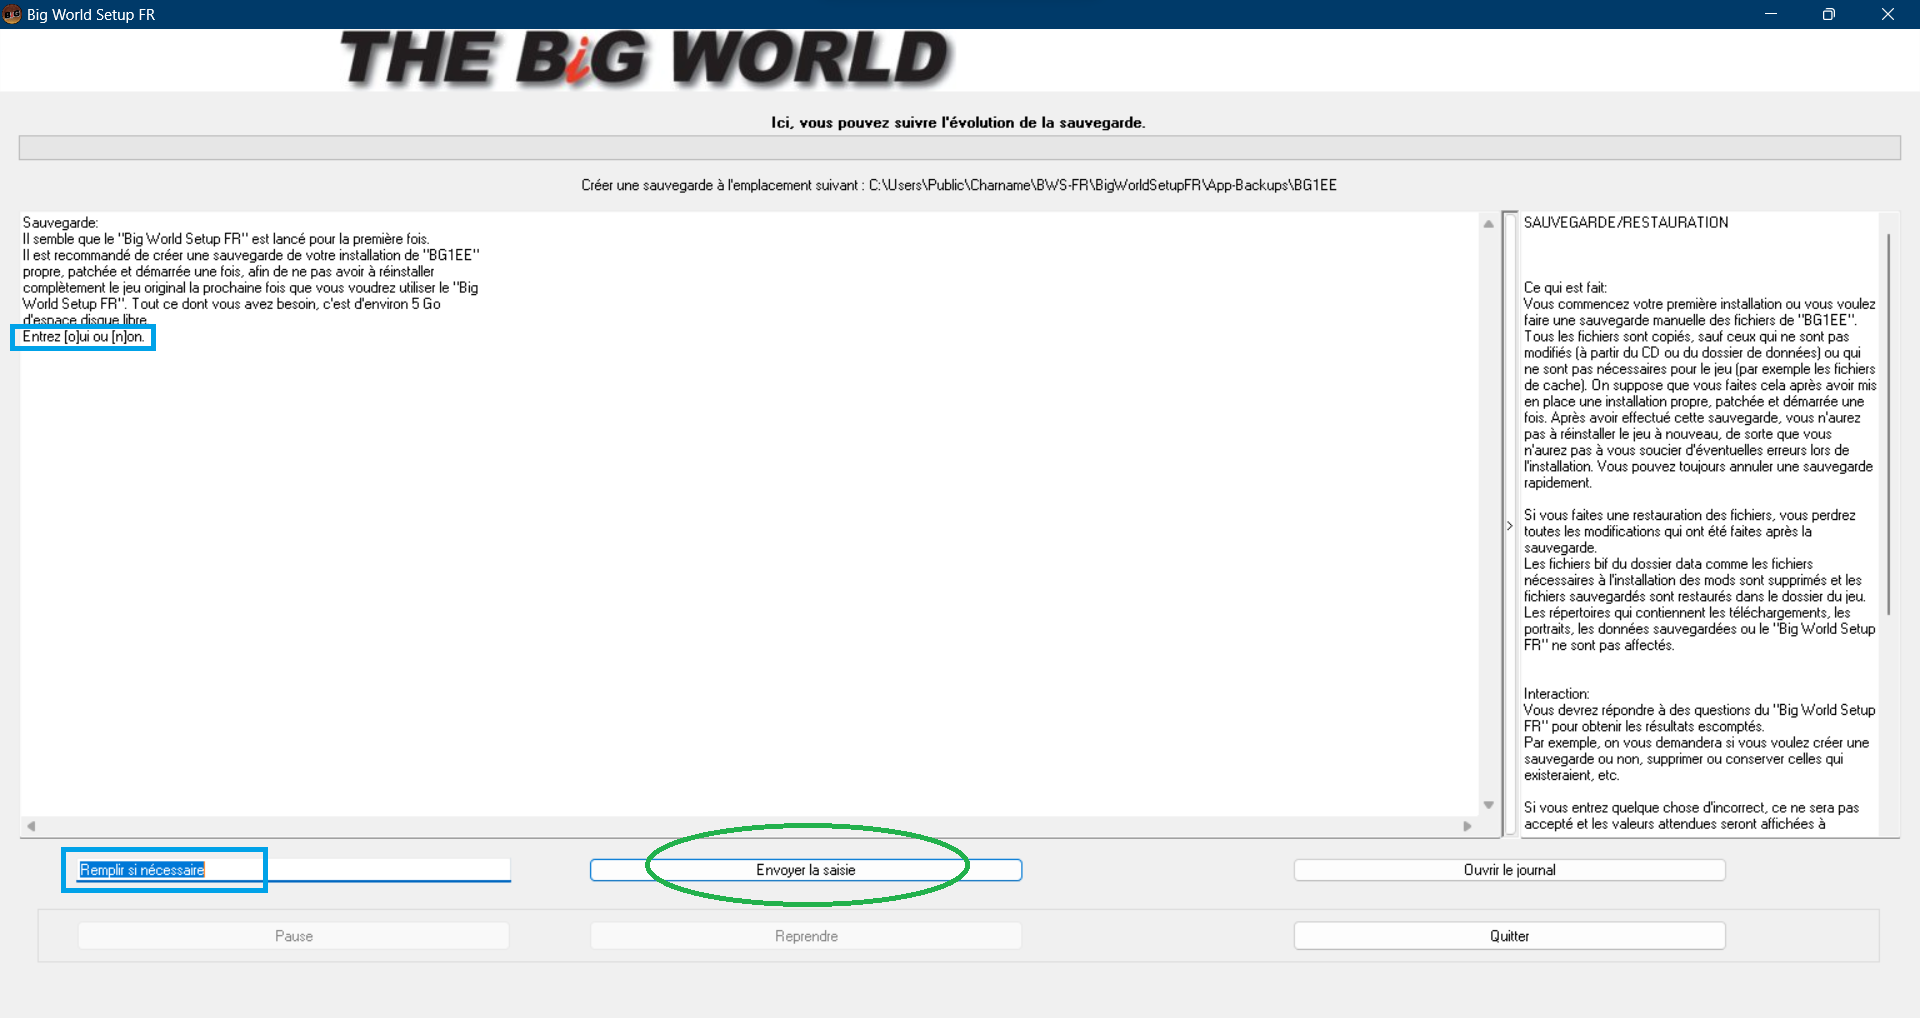 Big World Setup FR
THE BiG WORLD
Ici, vous pouvez suivre l'évolution de la sauvegarde.
Créer une sauvegarde à l'emplacement suivant : C:\Users\Public\Charname\BWS-FR\BigWorldSetupFR\App-Backups\BG1EE
Sauvegarde:
Il semble que le "Big World Setup FR" est lancé pour la première fois.
Il est recommandé de créer une sauvegarde de votre installation de "BG1EE"
propre, patchée et démarrée une fois, afin de ne pas avoir à réinstaller
complètement le jeu original la prochaine fois que vous voudrez utiliser le "Big
World Setup FR". Tout ce dont vous avez besoin, c'est d'environ 5 Go
d'espace disque libre.
Entrez [o]ui ou [n]on.
SAUVEGARDE/RESTAURATION
Ce qui est fait:
Vous commencez votre première installation ou vous voulez
faire une sauvegarde manuelle des fichiers de "BG1EE".
Tous les fichiers sont copiés, sauf ceux qui ne sont pas
modifiés (à partir du CD ou du dossier de données) ou qui
ne sont pas nécessaires pour le jeu (par exemple les fichiers
de cache). On suppose que vous faites cela après avoir mis
en place une installation propre, patchée et démarrée une
fois. Après avoir effectué cette sauvegarde, vous n'aurez
pas à réinstaller le jeu à nouveau, de sorte que vous
n'aurez pas à vous soucier d'éventuelles erreurs lors de
l'installation. Vous pouvez toujours annuler une sauvegarde
rapidement.
Si vous faites une restauration des fichiers, vous perdrez
toutes les modifications qui ont été faites après la
sauvegarde.
Les fichiers bif du dossier data comme les fichiers
nécessaires à l'installation des mods sont supprimés et les
fichiers sauvegardés sont restaurés dans le dossier du jeu.
Les répertoires qui contiennent les téléchargements, les
portraits, les données sauvegardées ou le "Big World Setup
FR" ne sont pas affectés.
Interaction:
Vous devrez répondre à des questions du "Big World Setup
FR" pour obtenir les résultats escomptés.
Par exemple, on vous demandera si vous voulez créer une
sauvegarde ou non, supprimer ou conserver celles qui
existeraient, etc.
Si vous entrez quelque chose d'incorrect, ce ne sera pas
accepté et les valeurs attendues seront affichées à
Remplir si nécessaire
Envoyer la saisie
Ouvrir le journal
Pause
Reprendre
Quitter